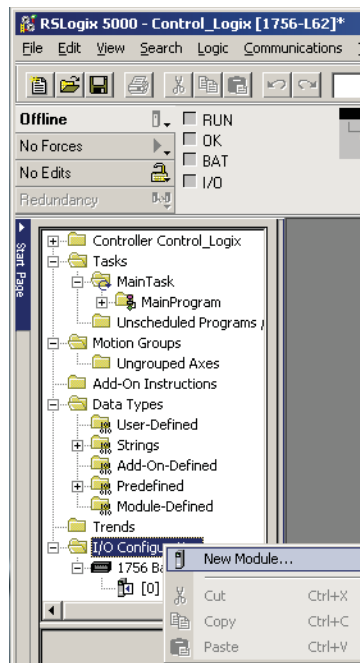 RSLogix 5000 - Control_Logix [1756-L62]*
File Edit View Search Logic Communications
Offline RUN
No Forces OK
No Edits BAT
Redundancy I/O
Start Page
Controller Control_Logix
Tasks
MainTask
MainProgram
Unscheduled Programs /
Motion Groups
Ungrouped Axes
Add-On Instructions
Data Types
User-Defined
Strings
Add-On-Defined
Predefined
Module-Defined
Trends
I/O
New Module...
1756
[0]
Cut Ctrl+X
Copy Ctrl+C
Paste Ctrl+V